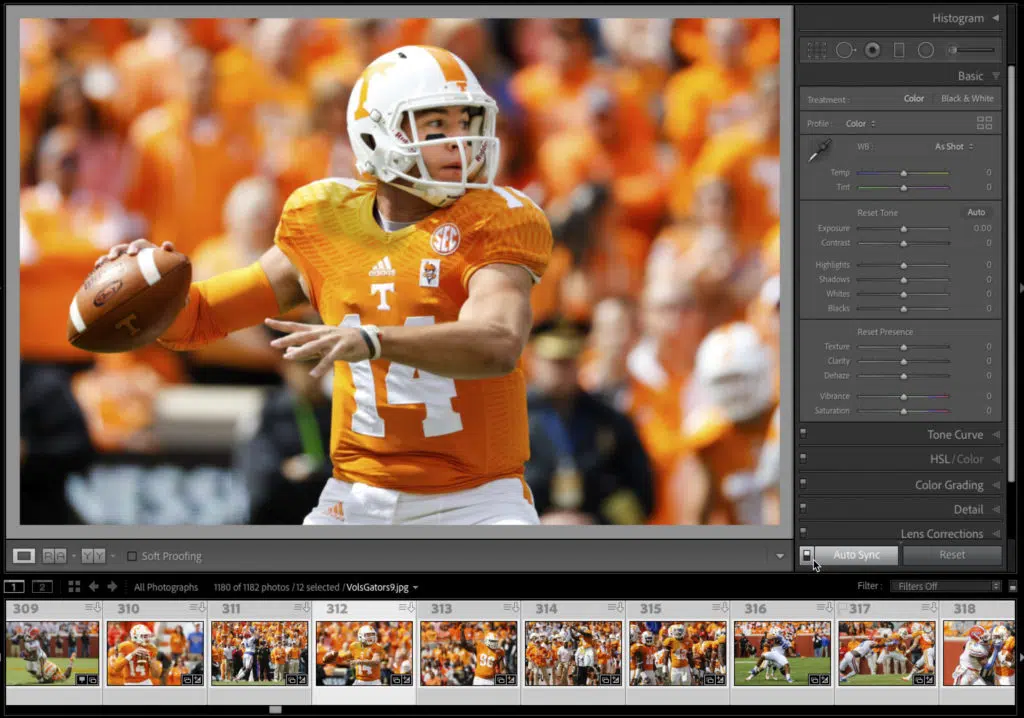 Histogram
Basic
Treatment :
Color
Black & White
Profile :
Color
WB :
As Shot
Temp
0
Tint
0
Reset Tone
Auto
Exposure
0.00
Contrast
0
Highlights
0
Shadows
0
Whites
0
Blacks
0
Reset Presence
Texture
0
Clarity
0
Dehaze
0
Vibrance
0
Saturation
0
Tone Curve
HSL / Color
Color Grading
Detail
Lens Corrections
Auto Sync
Reset
T
SEC
adidas
T
14
T
R A
Y Y
Soft Proofing
1
2
All Photographs
1180 of 1182 photos / 12 selected / VolsGators9.jpg
Filter :
Filters Off
309
310
311
312
313
314
315
316
317
318